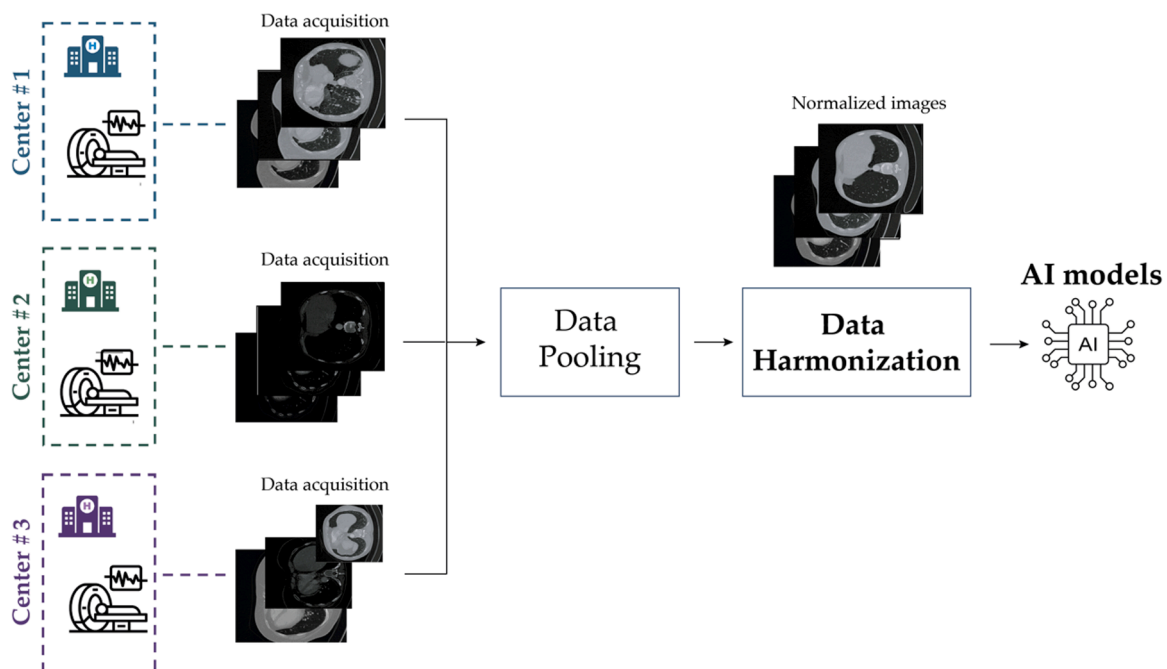 Center #1
H
Data acquisition
Center #2
H
Data acquisition
Center #3
H
Data acquisition
Data
Pooling
Normalized images
Data
Harmonization
AI models
AI